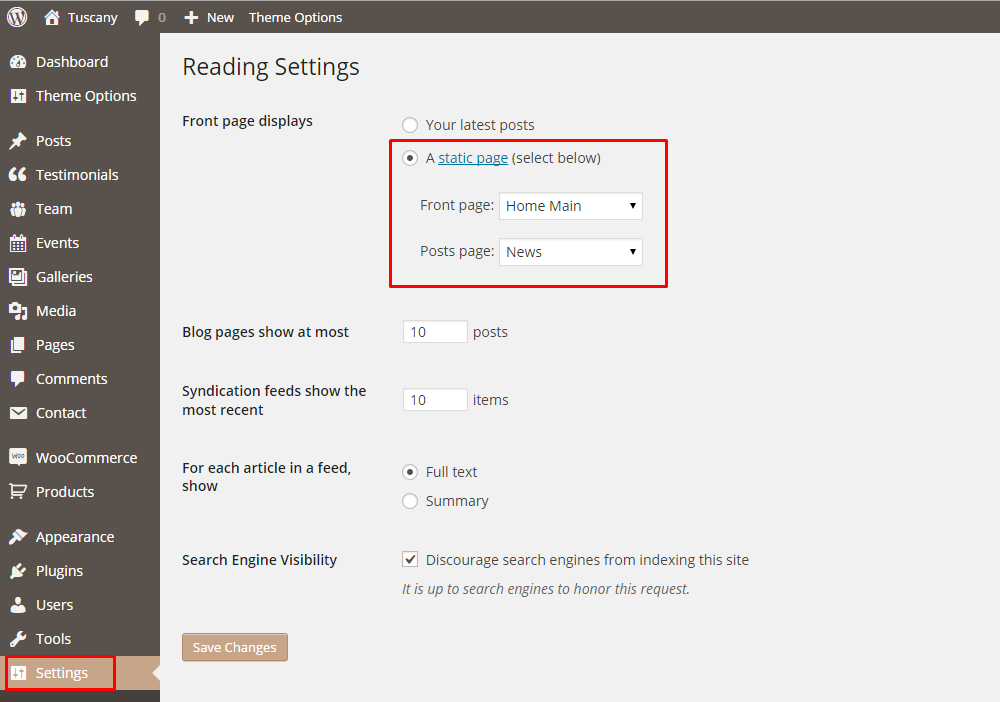 Tuscany 0 New Theme Options
Dashboard
Theme Options
Posts
Testimonials
Team
Events
Galleries
Media
Pages
Comments
Contact
WooCommerce
Products
Appearance
Plugins
Users
Tools
Settings
Reading Settings
Front page displays
Your latest posts
A static page (select below)
Front page: Home Main
Posts page: News
Blog pages show at most 10 posts
Syndication feeds show the
most recent
10 items
For each article in a feed,
show
Full text
Summary
Search Engine Visibility
Discourage search engines from indexing this site
It is up to search engines to honor this request.
Save Changes